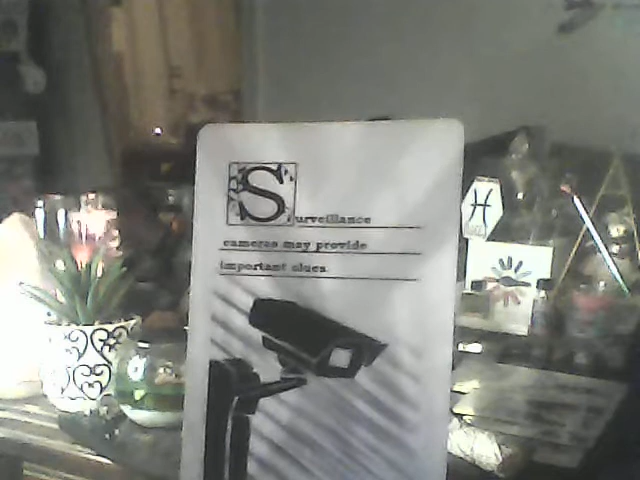 Surveillance
cameras may provide
important clues
H